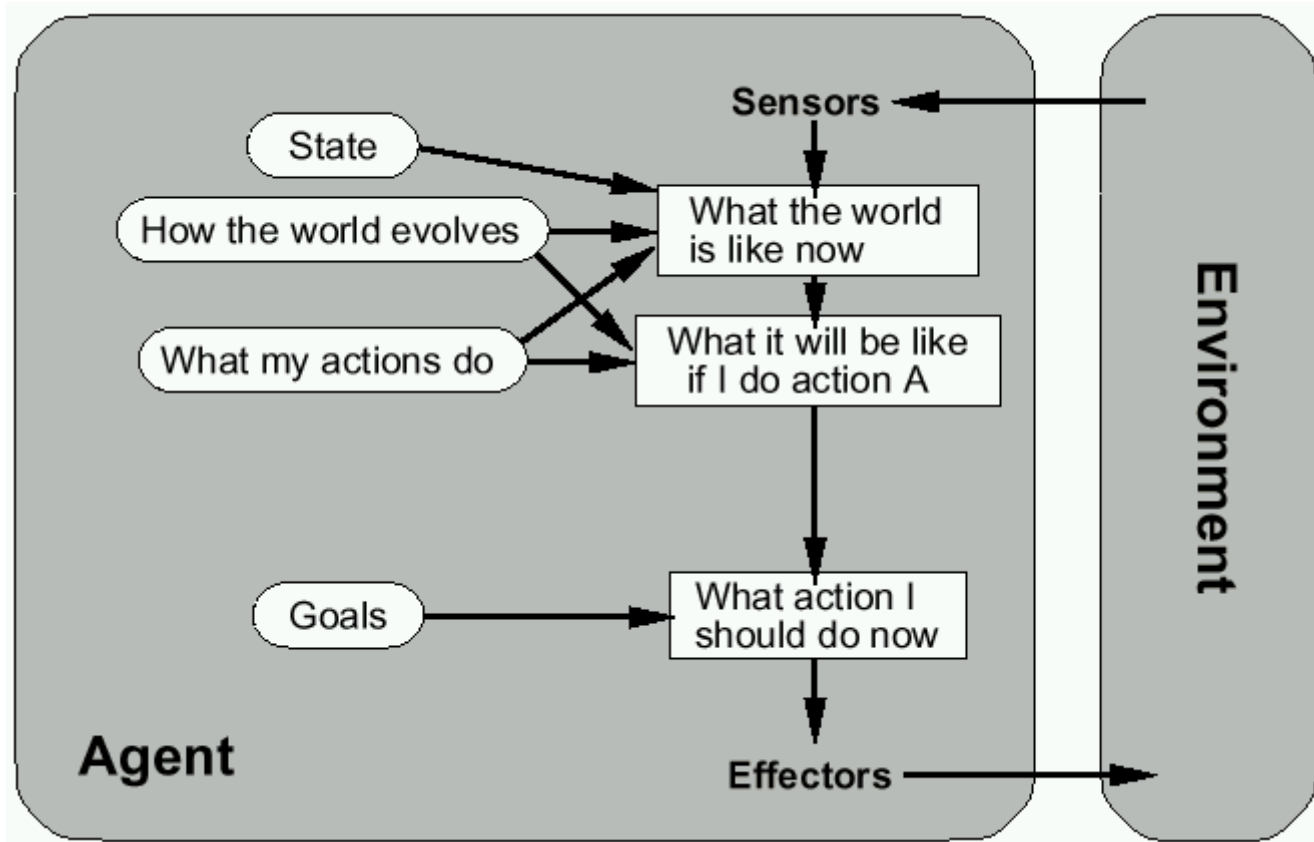 Sensors
State
What the world
is like now
How the world evolves
What it will be like
if I do action A
What my actions do
Environment
Goals
What action I
should do now
Agent
Effectors